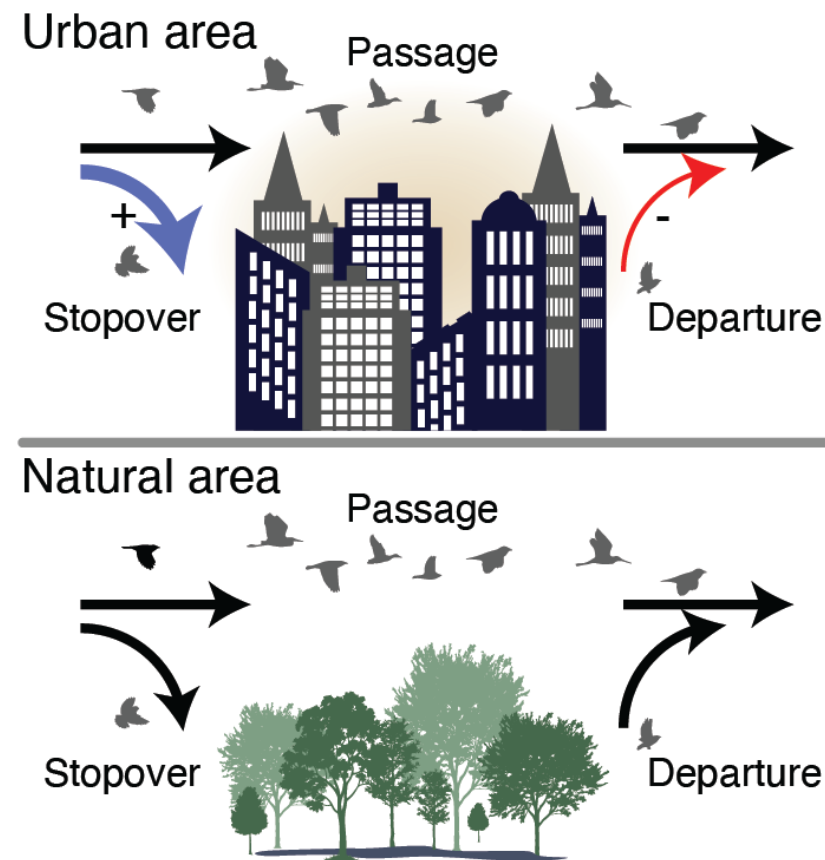 Urban area
Passage
+
-
Stopover
Departure
Natural area
Passage
Stopover
Departure